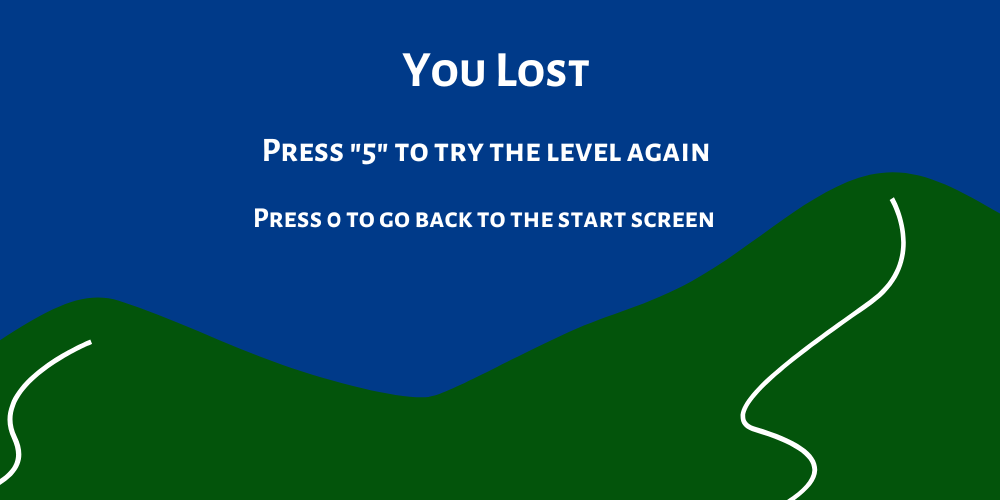 You Lost
Press "5" to try the level again
Press 0 to go back to the start screen